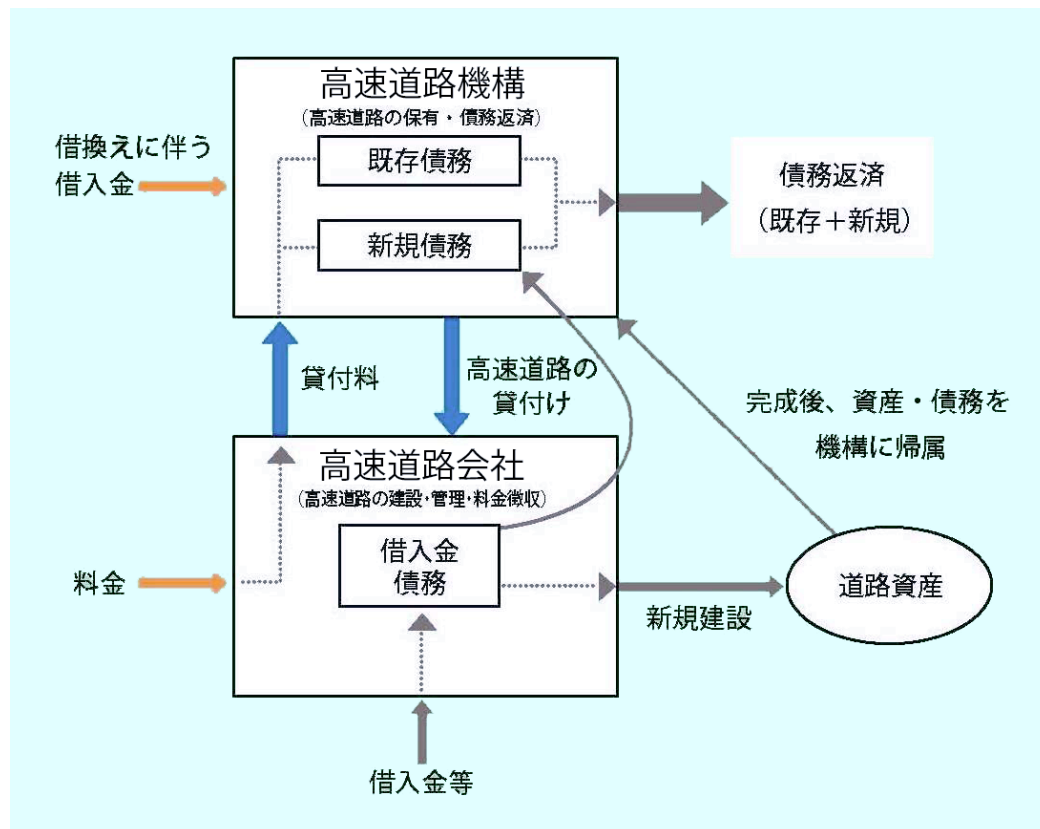 高速道路機構
(高速道路の保有・債務返済)
借換えに伴う
借入金
既存債務
新規債務
債務返済
(既存＋新規)
貸付料
高速道路の
貸付け
完成後、資産・債務を
機構に帰属
高速道路会社
(高速道路の建設・管理・料金徴収)
借入金
債務
料金
新規建設
道路資産
借入金等